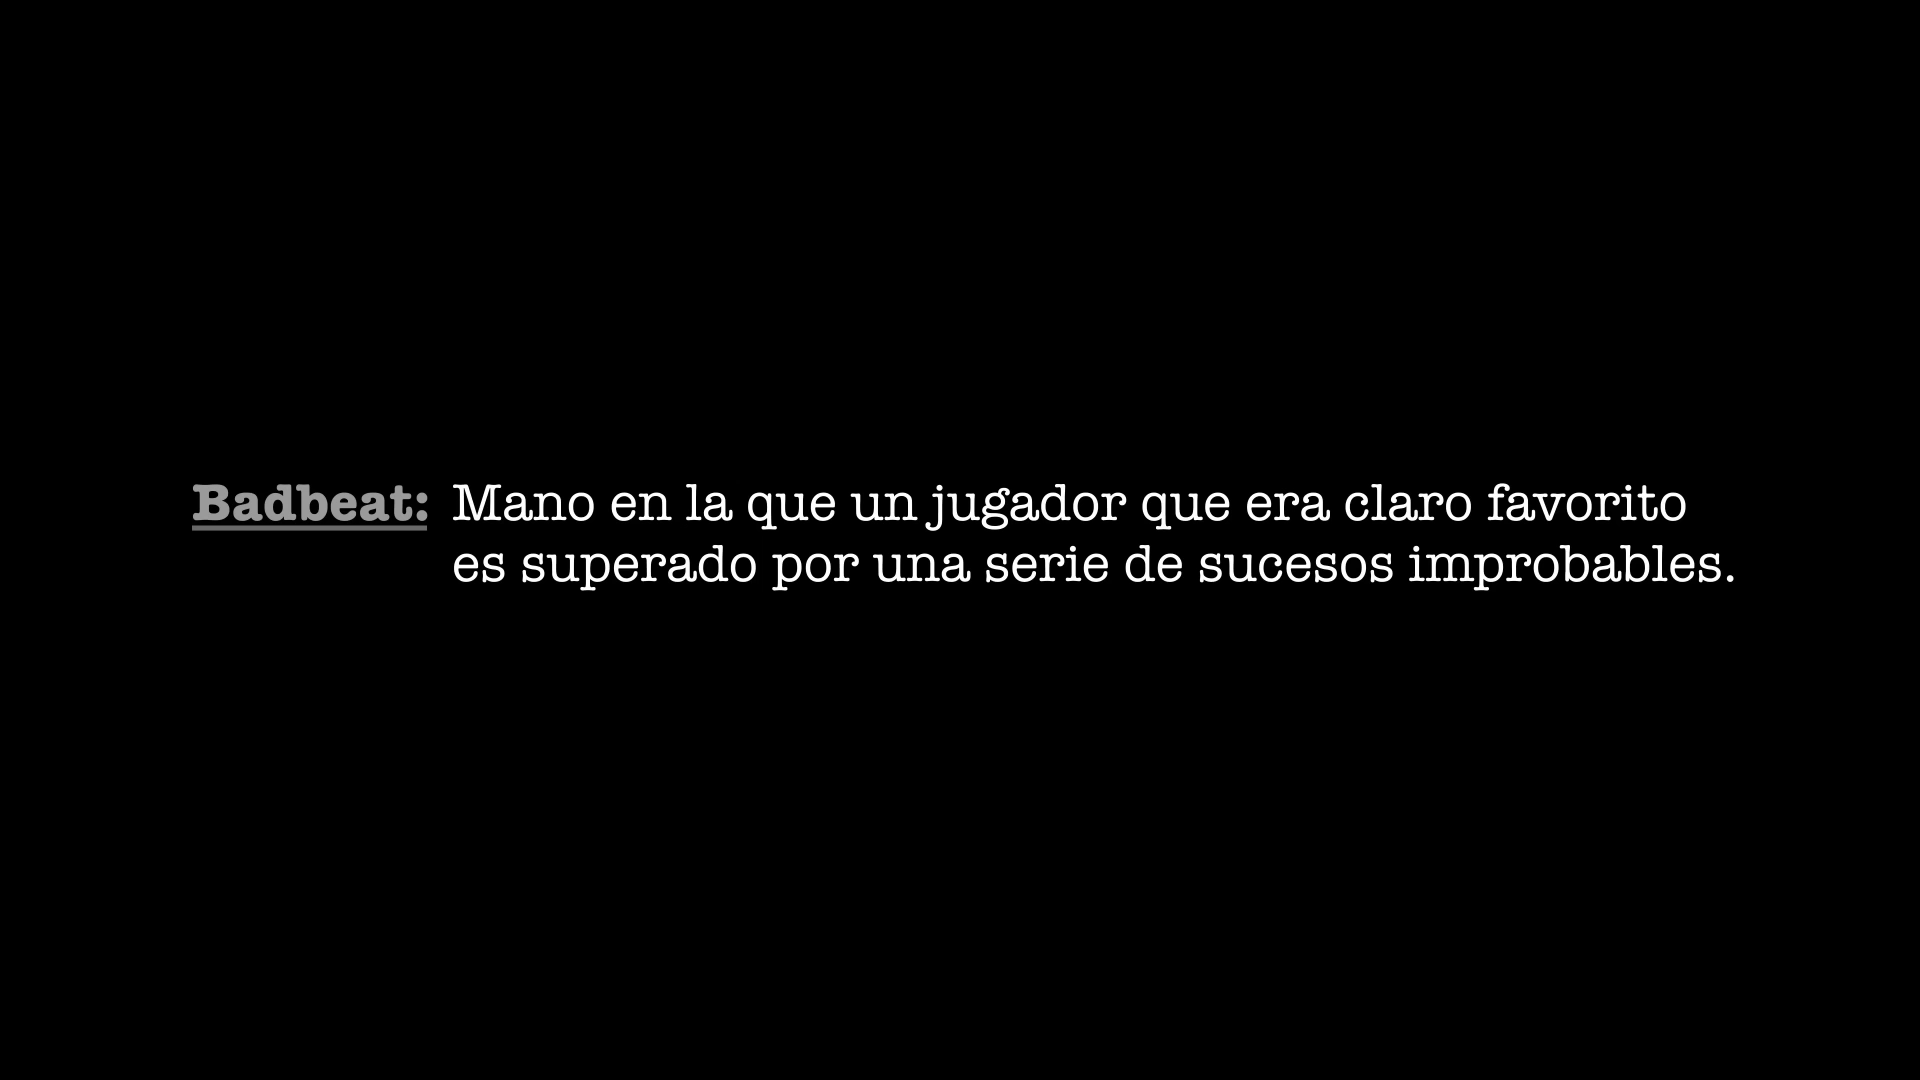 Badbeat: Mano en la que un jugador que era claro favorito
es superado por una serie de sucesos improbables.